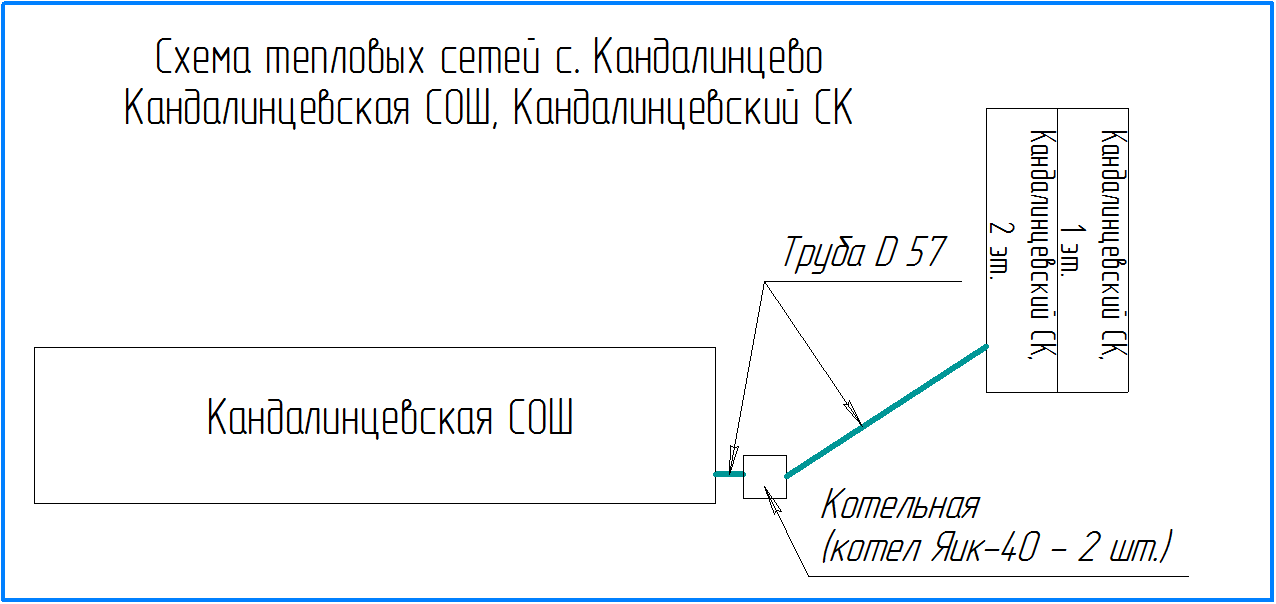 Схема тепловых сетей с. Кандалинцево
Кандалинцевская СОШ, Кандалинцевский СК
Кандалинцевский СК,
1 эт.
Кандалинцевский СК,
2 эт.
Труба D 57
Кандалинцевская СОШ
Котельная
(котел Яик-40 - 2 шт.)